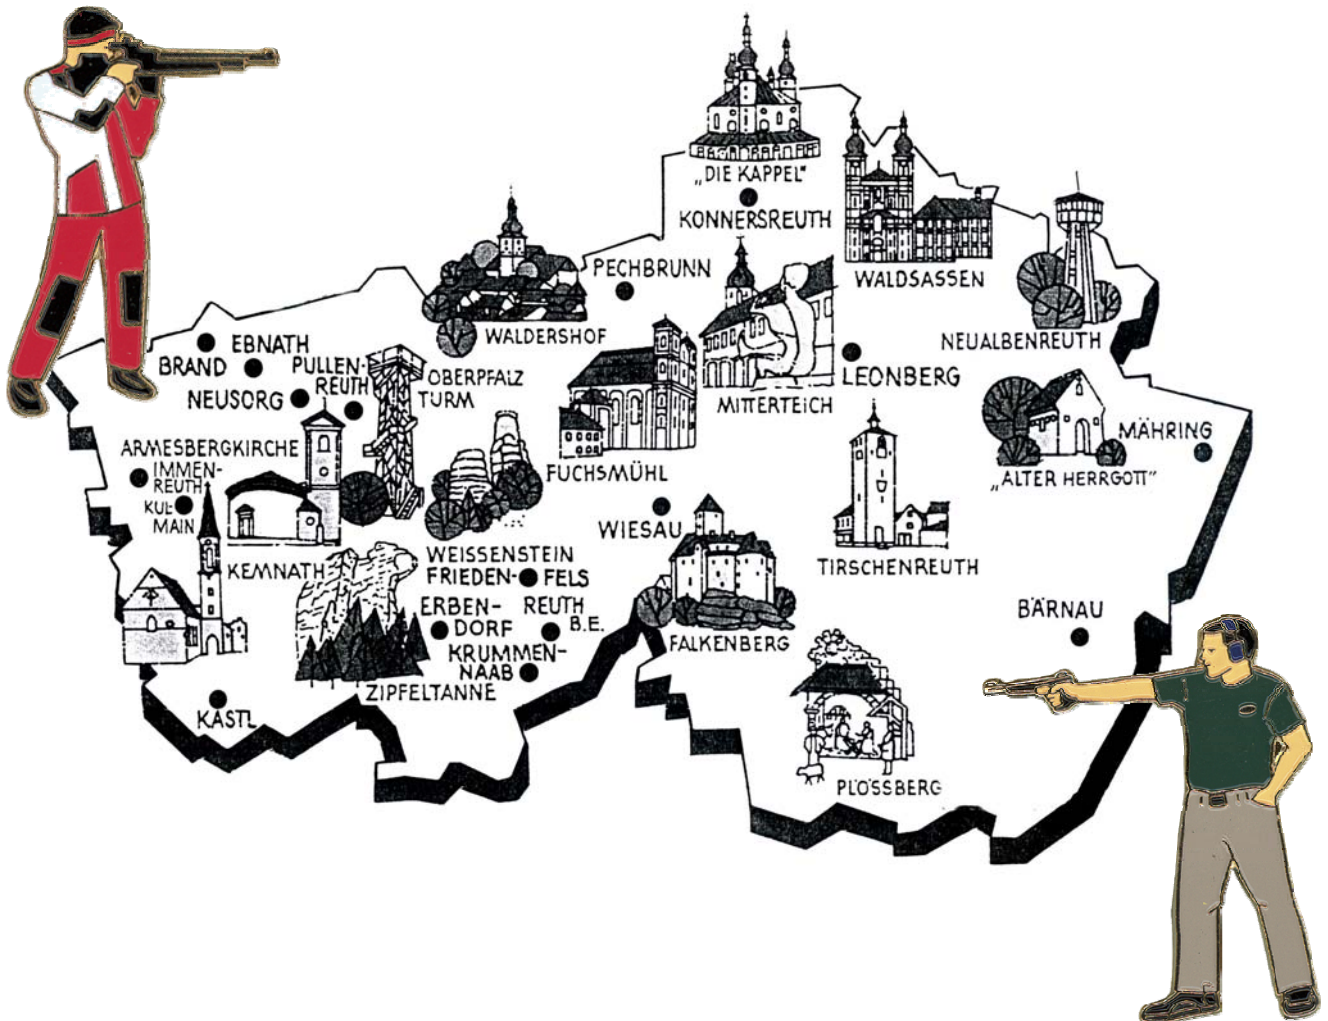 „DIE KAPPEL"
KONNERSREUTH
PECHBRUNN
WALDSASSEN
WALDERSHOF
NEUALBENREUTH
EBNATH
BRAND
PULLEN-
REUTH
NEUSORG
OBERPFALZ
TURM
LEONBERG
MITTERTEICH
MÄHRING
ARMESBERGKIRCHE
IMMEN-
REUTH
KUL-
MAIN
FUCHSMÜHL
„ALTER HERRGOTT"
WIESAU
KEMNATH
WEISSENSTEIN
FRIEDEN- FELS
TIRSCHENREUTH
ERBEN-
DORF
REUTH
B.E.
BÄRNAU
FALKENBERG
KRUMMEN-
NAAB
ZIPFELTANNE
KASTL
PLÖSSBERG